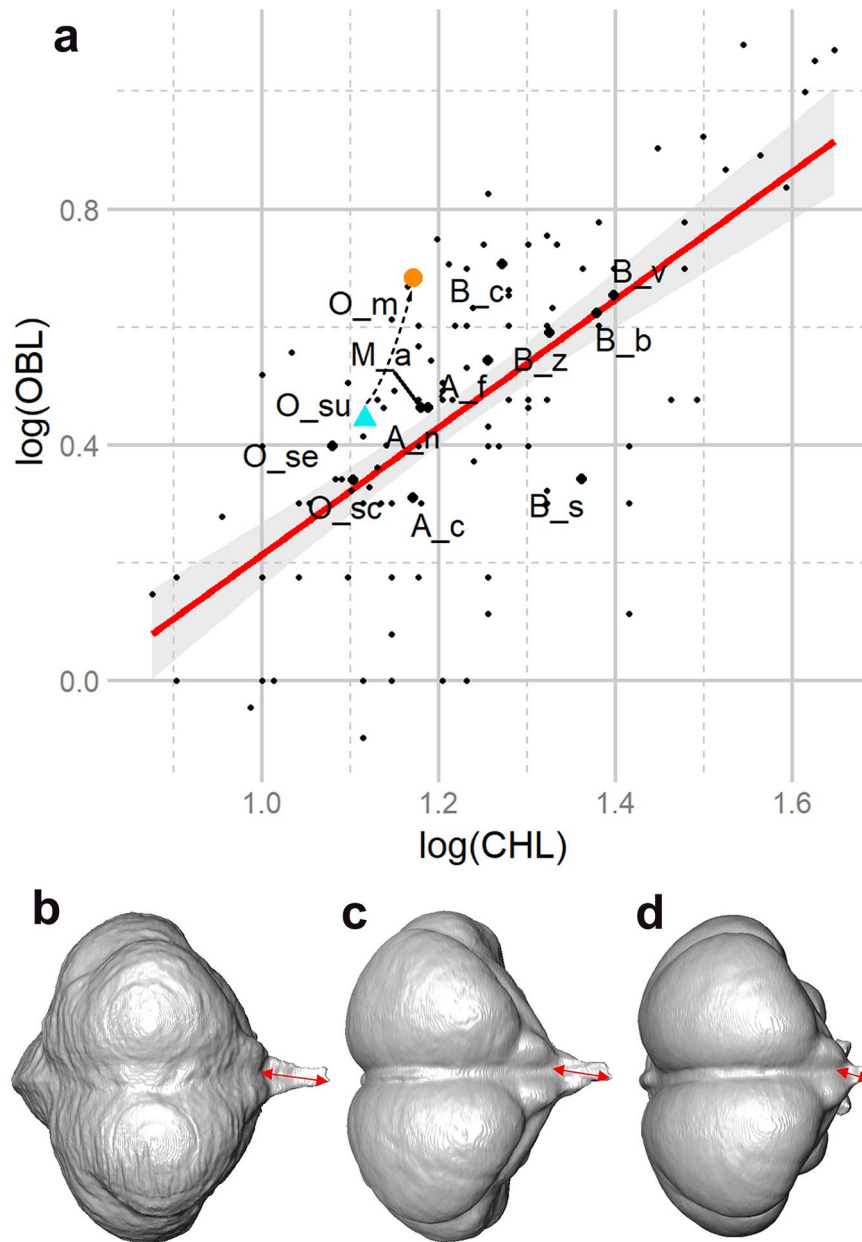 a
log(OBL)
0.8
0.4
0.0
B_v
B_c
O_m
B_b
M_a
B_z
A_f
O_su
A_n
O_se
B_s
O_sc
A_c
1.0 1.2 1.4 1.6
log(CHL)
b c d